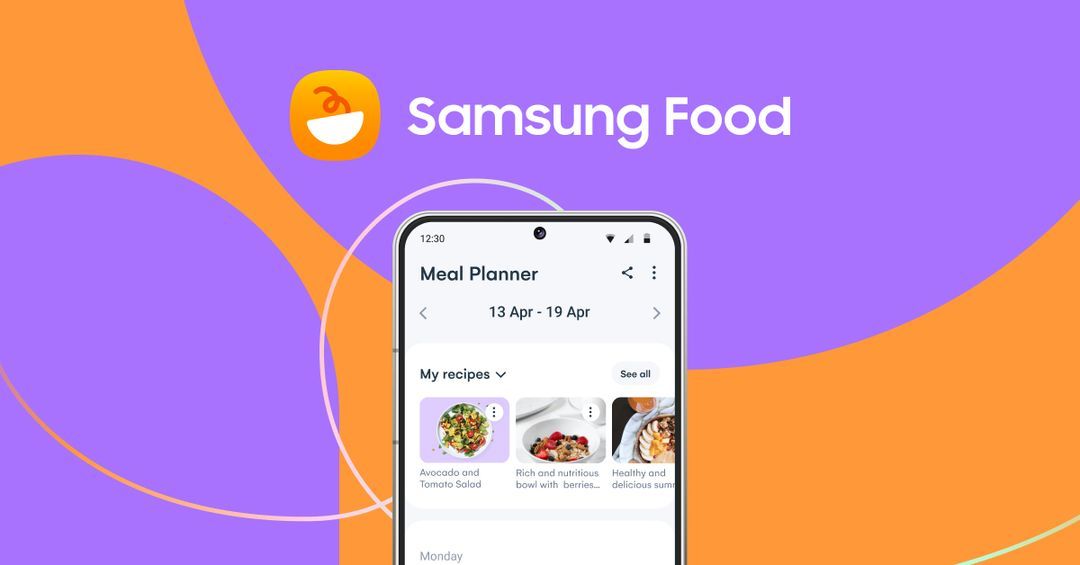 Samsung Food
12:30
Meal Planner
13 Apr - 19 Apr
My recipes
See all
Avocado and
Tomato Salad
Rich and nutritious
bowl with berries...
Healthy and
delicious
Monday